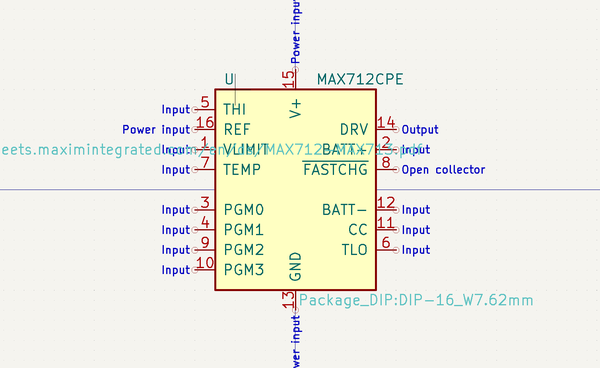 Power input
15
U
MAX712CPE
V+
Input 5 THI
Power input 16 REF DRV 14 Output
Input 1 VLIMIT BATT+ 2 Input
eets.maximintegrated.com/en/ds/MAX712-MAX713.pdf
Input 7 TEMP FASTCHG 8 Open collector
Input 3 PGM0 BATT- 12 Input
Input 4 PGM1 CC 11 Input
Input 9 PGM2 TLO 6 Input
Input 10 PGM3
GND
13
Package_DIP:DIP-16_W7.62mm
wer input